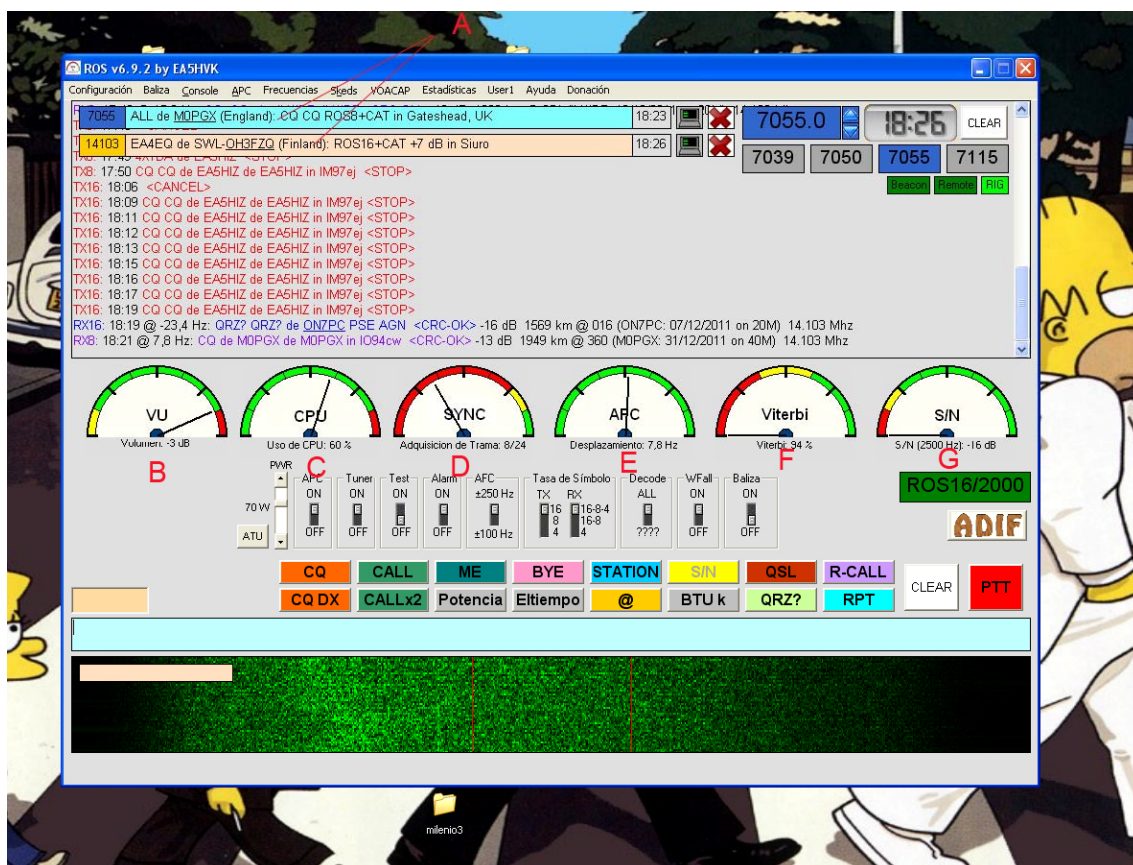 A
ROS v6.9.2 by EA5HVK
Configuración Baliza Console APC Frecuencias Skeds VOACAP Estadísticas User1 Ayuda Donación
7055 ALL de M0PGX (England): CQ CQ ROS8+CAT in Gateshead, UK 18:23
7055.0 18:26 CLEAR
14103 EA4EQ de SWL-OH3FZQ (Finland): ROS16+CAT +7 dB in Siuro 18:26
7039 7050 7055 7115
Beacon Remote RIG
TX8: 17:50 CQ CQ de EA5HIZ de EA5HIZ in IM97ej <STOP>
TX16: 18:06 <CANCEL>
TX16: 18:09 CQ CQ de EA5HIZ de EA5HIZ in IM97ej <STOP>
TX16: 18:11 CQ CQ de EA5HIZ de EA5HIZ in IM97ej <STOP>
TX16: 18:12 CQ CQ de EA5HIZ de EA5HIZ in IM97ej <STOP>
TX16: 18:13 CQ CQ de EA5HIZ de EA5HIZ in IM97ej <STOP>
TX16: 18:15 CQ CQ de EA5HIZ de EA5HIZ in IM97ej <STOP>
TX16: 18:16 CQ CQ de EA5HIZ de EA5HIZ in IM97ej <STOP>
TX16: 18:17 CQ CQ de EA5HIZ de EA5HIZ in IM97ej <STOP>
TX16: 18:19 CQ CQ de EA5HIZ de EA5HIZ in IM97ej <STOP>
RX16: 18:19 @ -23,4 Hz: QRZ? QRZ? de ON7PC PSE AGN <CRC-OK> -16 dB 1569 km @ 016 (ON7PC: 07/12/2011 on 20M) 14.103 Mhz
RX8: 18:21 @ 7,8 Hz: CQ de M0PGX de M0PGX in IO94cw <CRC-OK> -13 dB 1949 km @ 360 (M0PGX: 31/12/2011 on 40M) 14.103 Mhz
VU CPU SYNC AFC Viterbi S/N
Volumen: -3 dB Uso de CPU: 60 % Adquisicion de Trama: 8/24 Desplazamiento: 7,8 Hz Viterbi: 94 % S/N (2500 Hz): -16 dB
B C D E F G
PWR APC Tuner Test Alarm AFC Tasa de Símbolo Decode WFall Baliza
ON ON ON ON ±250 Hz TX RX ALL ON ON
70 W 16 16-8-4
8 16-8
OFF OFF OFF OFF ±100 Hz 4 4 ???? OFF OFF
ATU
ROS16/2000
ADIF
CQ CALL ME BYE STATION S/N QSL R-CALL
CQ DX CALLx2 Potencia Eltiempo @ BTU k QRZ? RPT
CLEAR PTT
milenio3